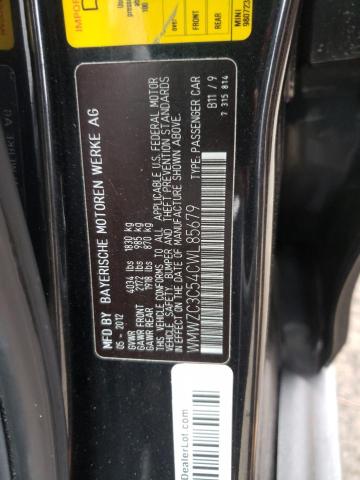 MFD BY BAYERISCHE MOTOREN WERKE AG
05 - 2012
GVWR 4034 lbs 1830 kg
GAWR FRONT 2172 lbs 985 kg
GAWR REAR 1918 lbs 870 kg
THIS VEHICLE CONFORMS TO ALL APPLICABLE U.S. FEDERAL MOTOR
VEHICLE SAFETY, BUMPER AND THEFT PREVENTION STANDARDS
IN EFFECT ON THE DATE OF MANUFACTURE SHOWN ABOVE.
WMWZC3C54CWL85679 TYPE: PASSENGER CAR
B11 / 9
7 315 814
100
FRONT
REAR
MINI
DealerLot.com